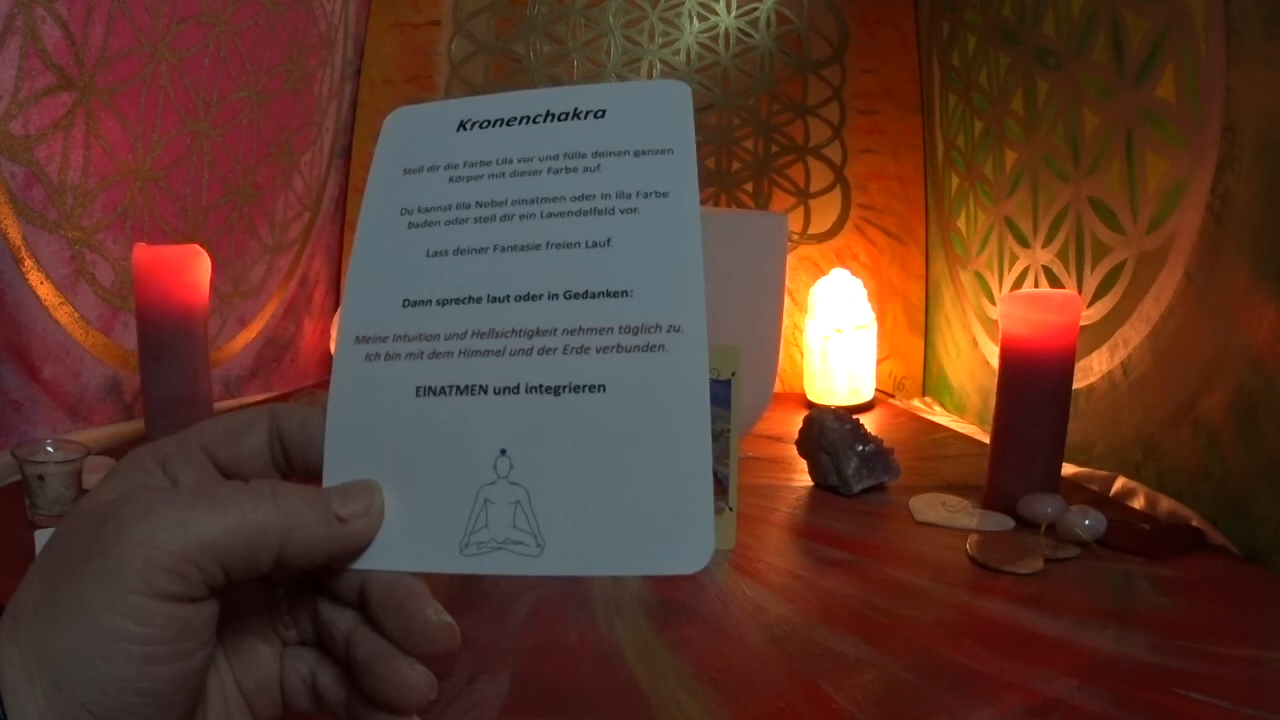 Kronenchakra
Stell dir die Farbe Lila vor und fülle deinen ganzen
Körper mit dieser Farbe auf.
Du kannst lila Nebel einatmen oder in lila Farbe
baden oder stell dir ein Lavendelfeld vor.
Lass deiner Fantasie freien Lauf.
Dann spreche laut oder in Gedanken:
Meine Intuition und Hellsichtigkeit nehmen täglich zu.
Ich bin mit dem Himmel und der Erde verbunden.
EINATMEN und integrieren
'16